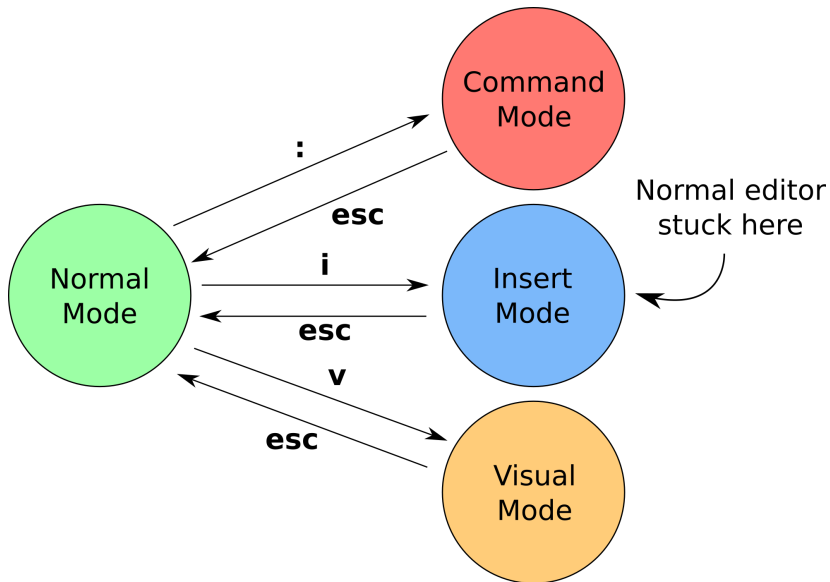 Command
Mode
:
esc
Normal editor
stuck here
Normal
Mode
i
Insert
Mode
esc
v
esc
Visual
Mode